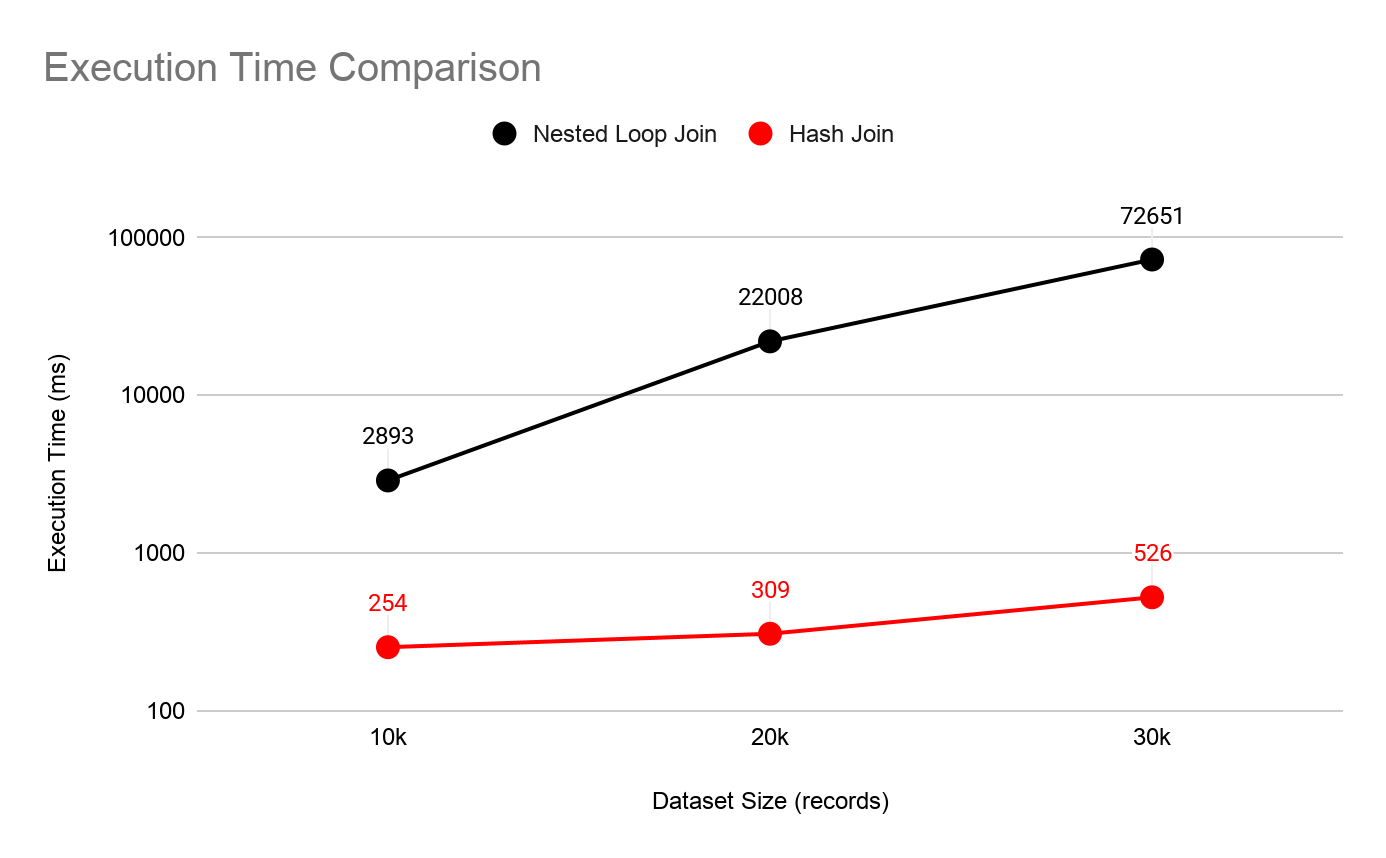 Execution Time Comparison
Nested Loop Join
Hash Join
100000
10000
1000
100
Execution Time (ms)
72651
22008
2893
526
309
254
10k
20k
30k
Dataset Size (records)